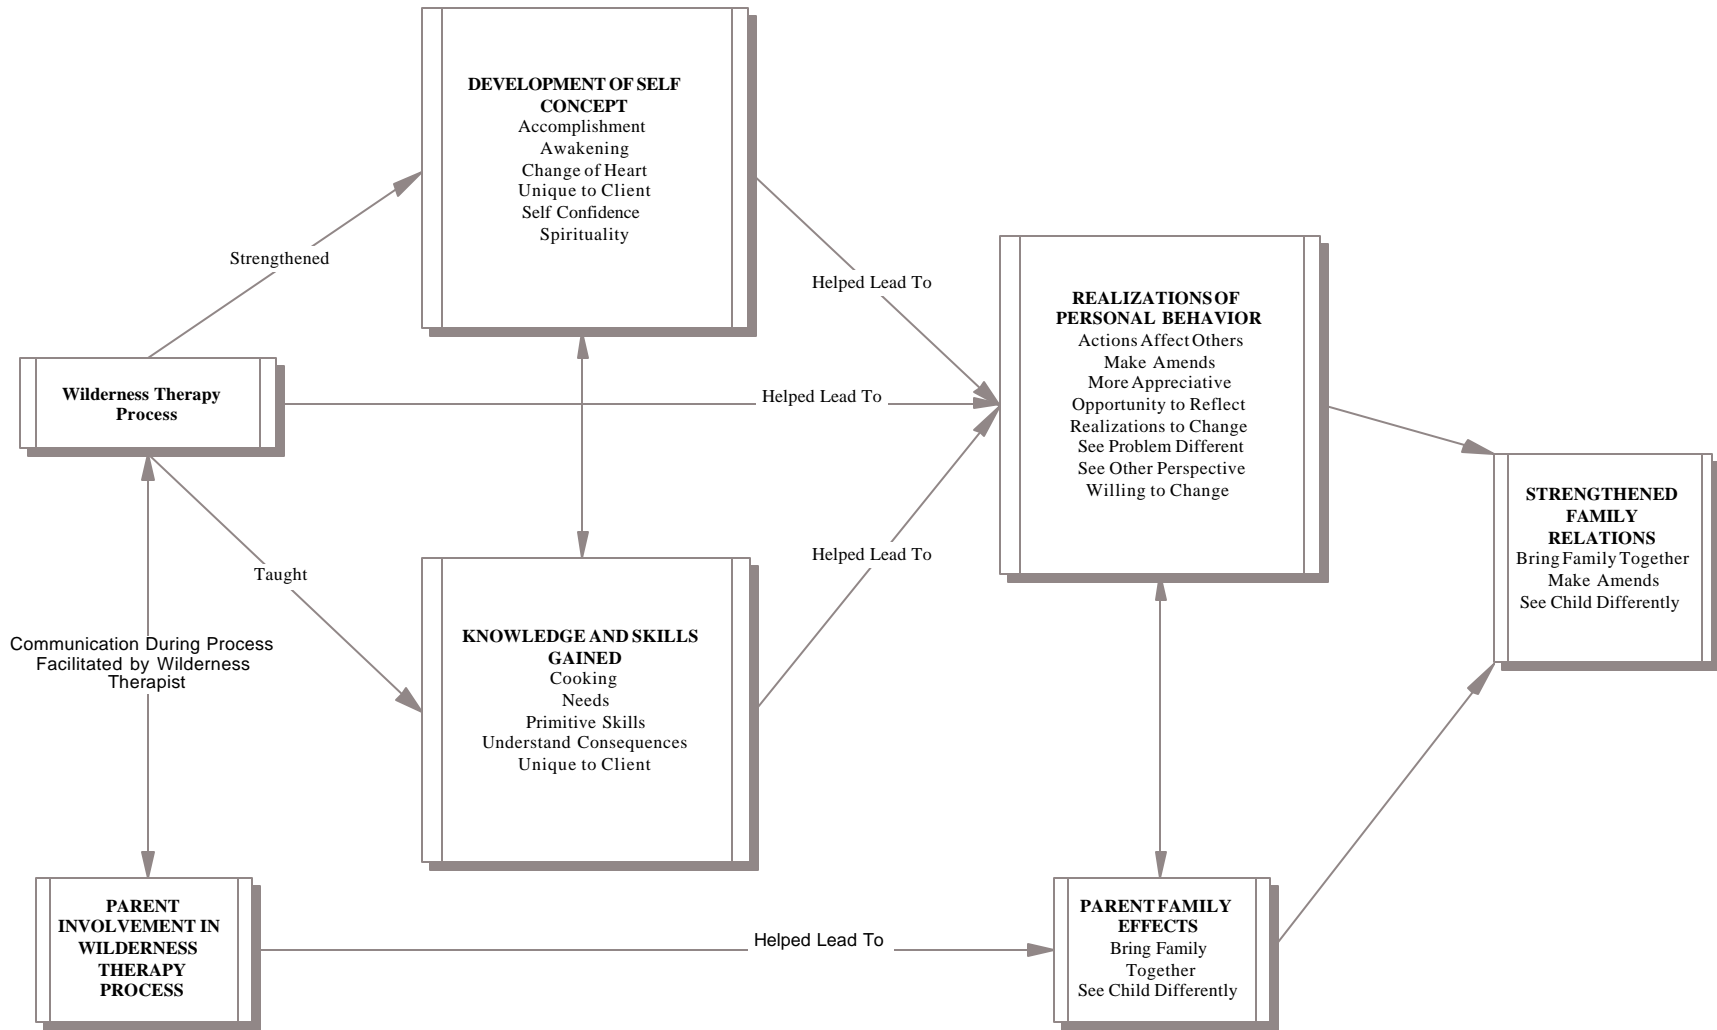 DEVELOPMENT OF SELF
CONCEPT
Accomplishment
Awakening
Change of Heart
Unique to Client
Self Confidence
Spirituality
Strengthened
Helped Lead To
Wilderness Therapy
Process
Helped Lead To
REALIZATIONS OF
PERSONAL BEHAVIOR
Actions Affect Others
Make Amends
More Appreciative
Opportunity to Reflect
Realizations to Change
See Problem Different
See Other Perspective
Willing to Change
STRENGTHENED
FAMILY
RELATIONS
Bring Family Together
Make Amends
See Child Differently
Taught
Helped Lead To
Communication During Process
Facilitated by Wilderness
Therapist
KNOWLEDGE AND SKILLS
GAINED
Cooking
Needs
Primitive Skills
Understand Consequences
Unique to Client
PARENT
INVOLVEMENT IN
WILDERNESS
THERAPY
PROCESS
Helped Lead To
PARENT FAMILY
EFFECTS
Bring Family
Together
See Child Differently